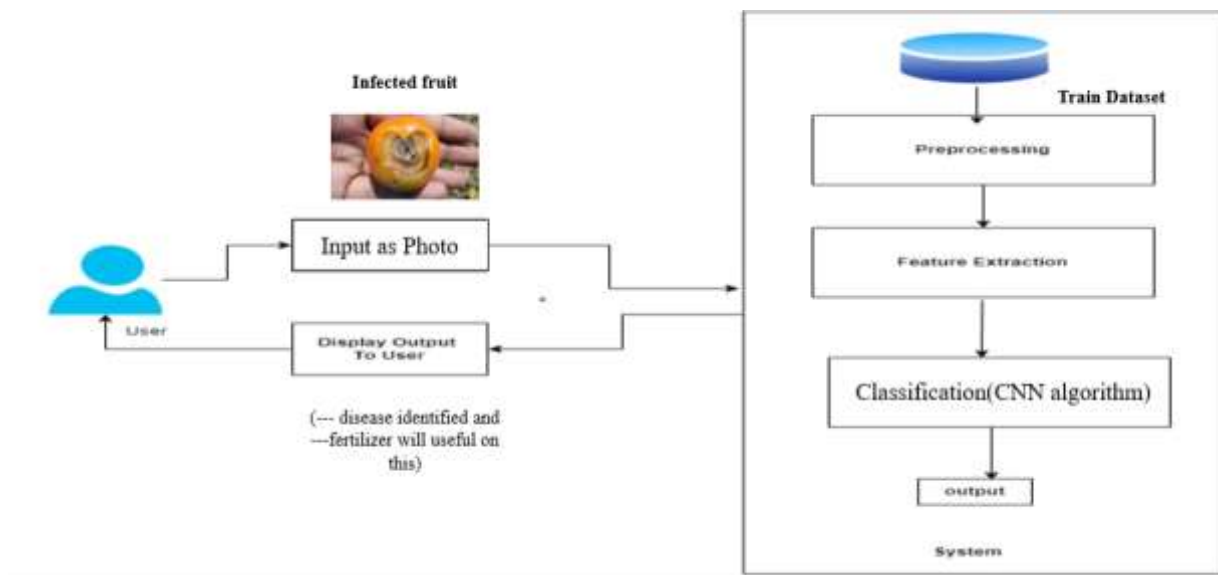 Infected fruit
Input as Photo
User
Display Output
To User
(--- disease identified and
---fertilizer will useful on
this)
Train Dataset
Preprocessing
Feature Extraction
Classification(CNN algorithm)
output
System